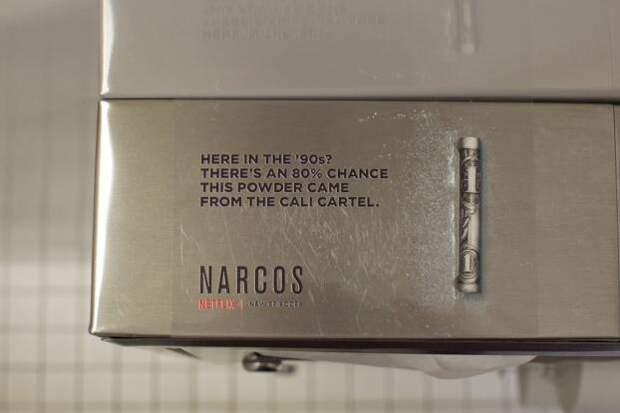 HERE IN THE '90s?
THERE'S AN 80% CHANCE
THIS POWDER CAME
FROM THE CALI CARTEL.
NARCOS
NETFLIX